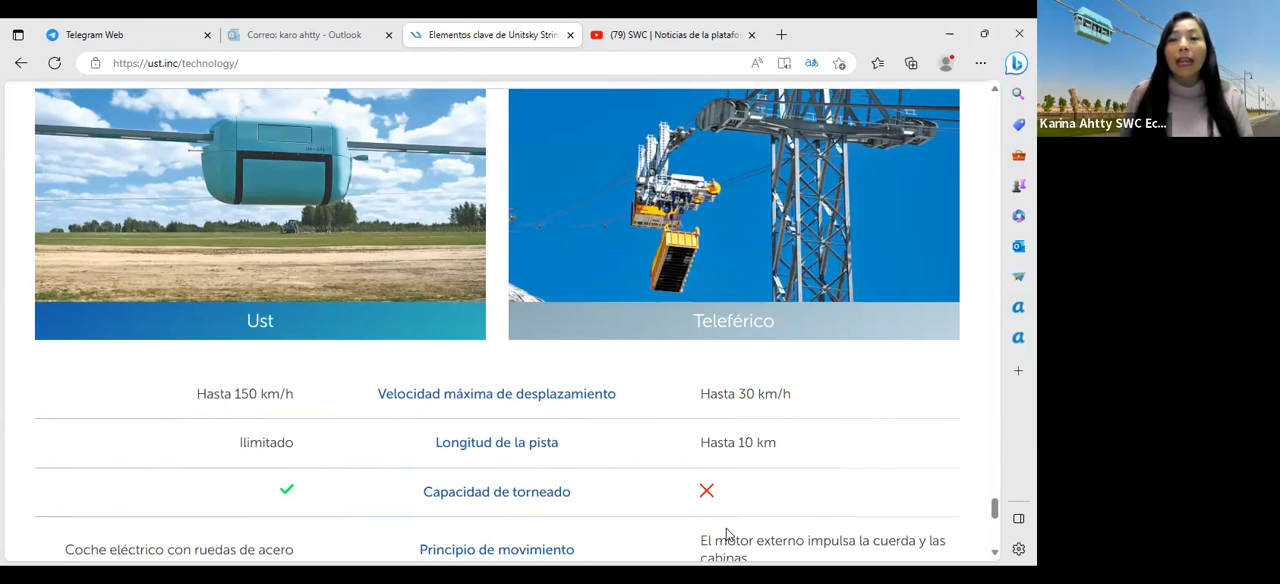 Telegram Web
Correo: karo ahtty - Outlook
Elementos clave de Unitsky Strin
(79) SWC | Noticias de la platafo
https://ust.inc/technology/
Karina Ahtty SWC Ec...
Ust
Teleférico
Hasta 150 km/h
Velocidad máxima de desplazamiento
Hasta 30 km/h
Ilimitado
Longitud de la pista
Hasta 10 km
Capacidad de torneado
Coche eléctrico con ruedas de acero
Principio de movimiento
El motor externo impulsa la cuerda y las
cabinas